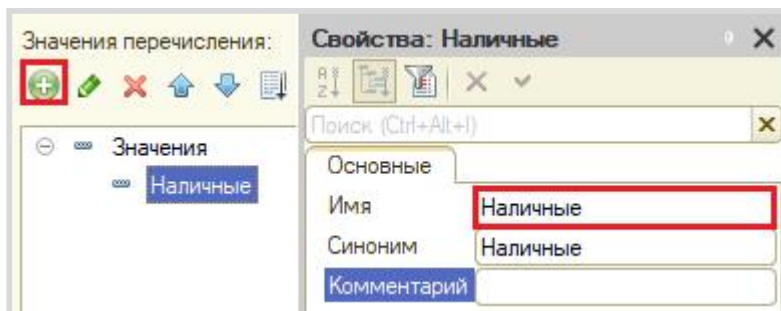 Значения перечисления:
Значения
Наличные
Свойства: Наличные
Поиск (Ctrl+Alt+I)
Основные
Имя Наличные
Синоним Наличные
Комментарий